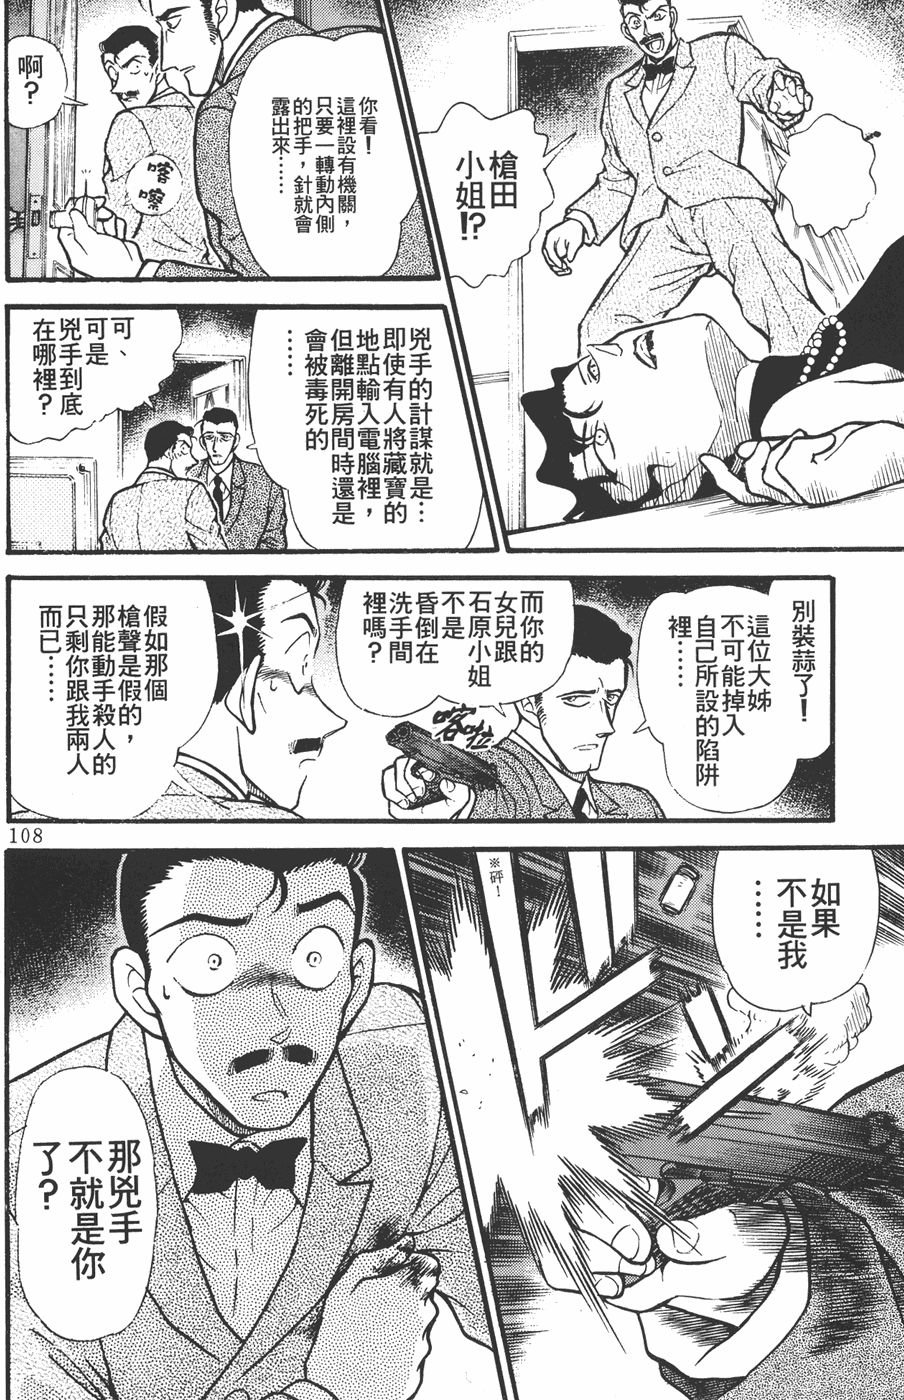 槍田
小姐!?
你看！
這裡設有機關，
只要一轉動內側
的把手，針就會
露出來……
喀嚓
啊？
兇手的計謀就是…
即使有人將藏寶的
地點輸入電腦裡，
但離開房間時還是
會被毒死的
……
可、
可是
兇手到底
在哪裡？
別裝蒜了！
這位大姊
不可能掉入
自己所設的陷阱
裡……
而你的
女兒跟
石原小姐
不是
昏倒在
洗手間
裡嗎？
喀啦
假如那個
槍聲是假的，
那能動手殺人的
只剩你跟我兩人
而已……
108
如果
不是我
……
※砰！
那兇手
不就是你
了？